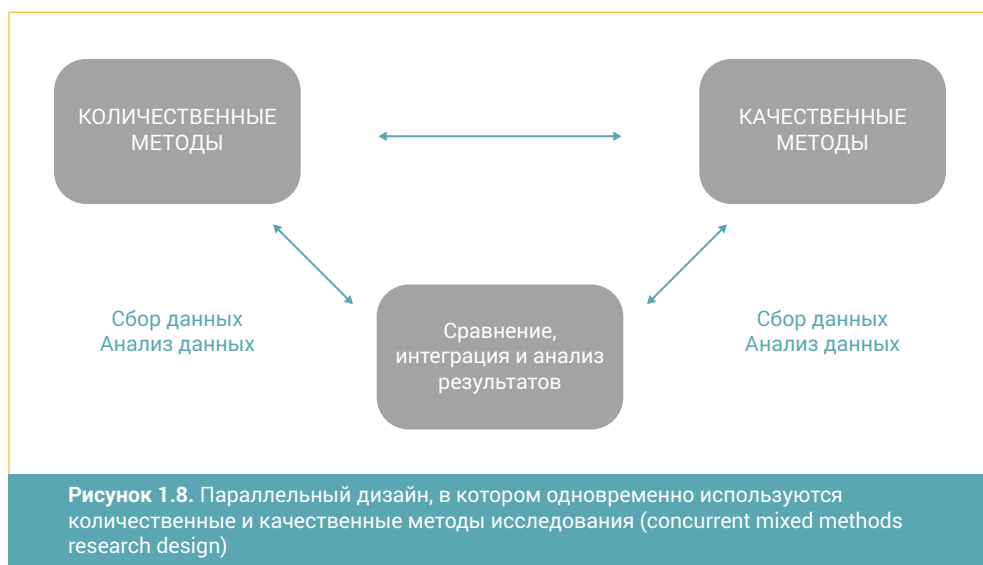 КОЛИЧЕСТВЕННЫЕ
МЕТОДЫ
КАЧЕСТВЕННЫЕ
МЕТОДЫ
Сбор данных
Анализ данных
Сравнение,
интеграция и анализ
результатов
Сбор данных
Анализ данных
Рисунок 1.8. Параллельный дизайн, в котором одновременно используются
количественные и качественные методы исследования (concurrent mixed methods
research design)